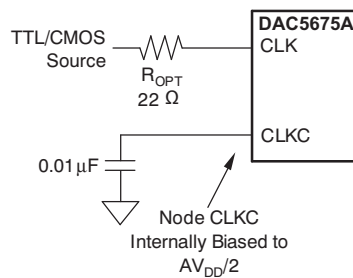 DAC5675A
TTL/CMOS
Source
CLK
R_OPT
22 Ω
CLKC
0.01 μF
Node CLKC
Internally Biased to
AV_DD/2